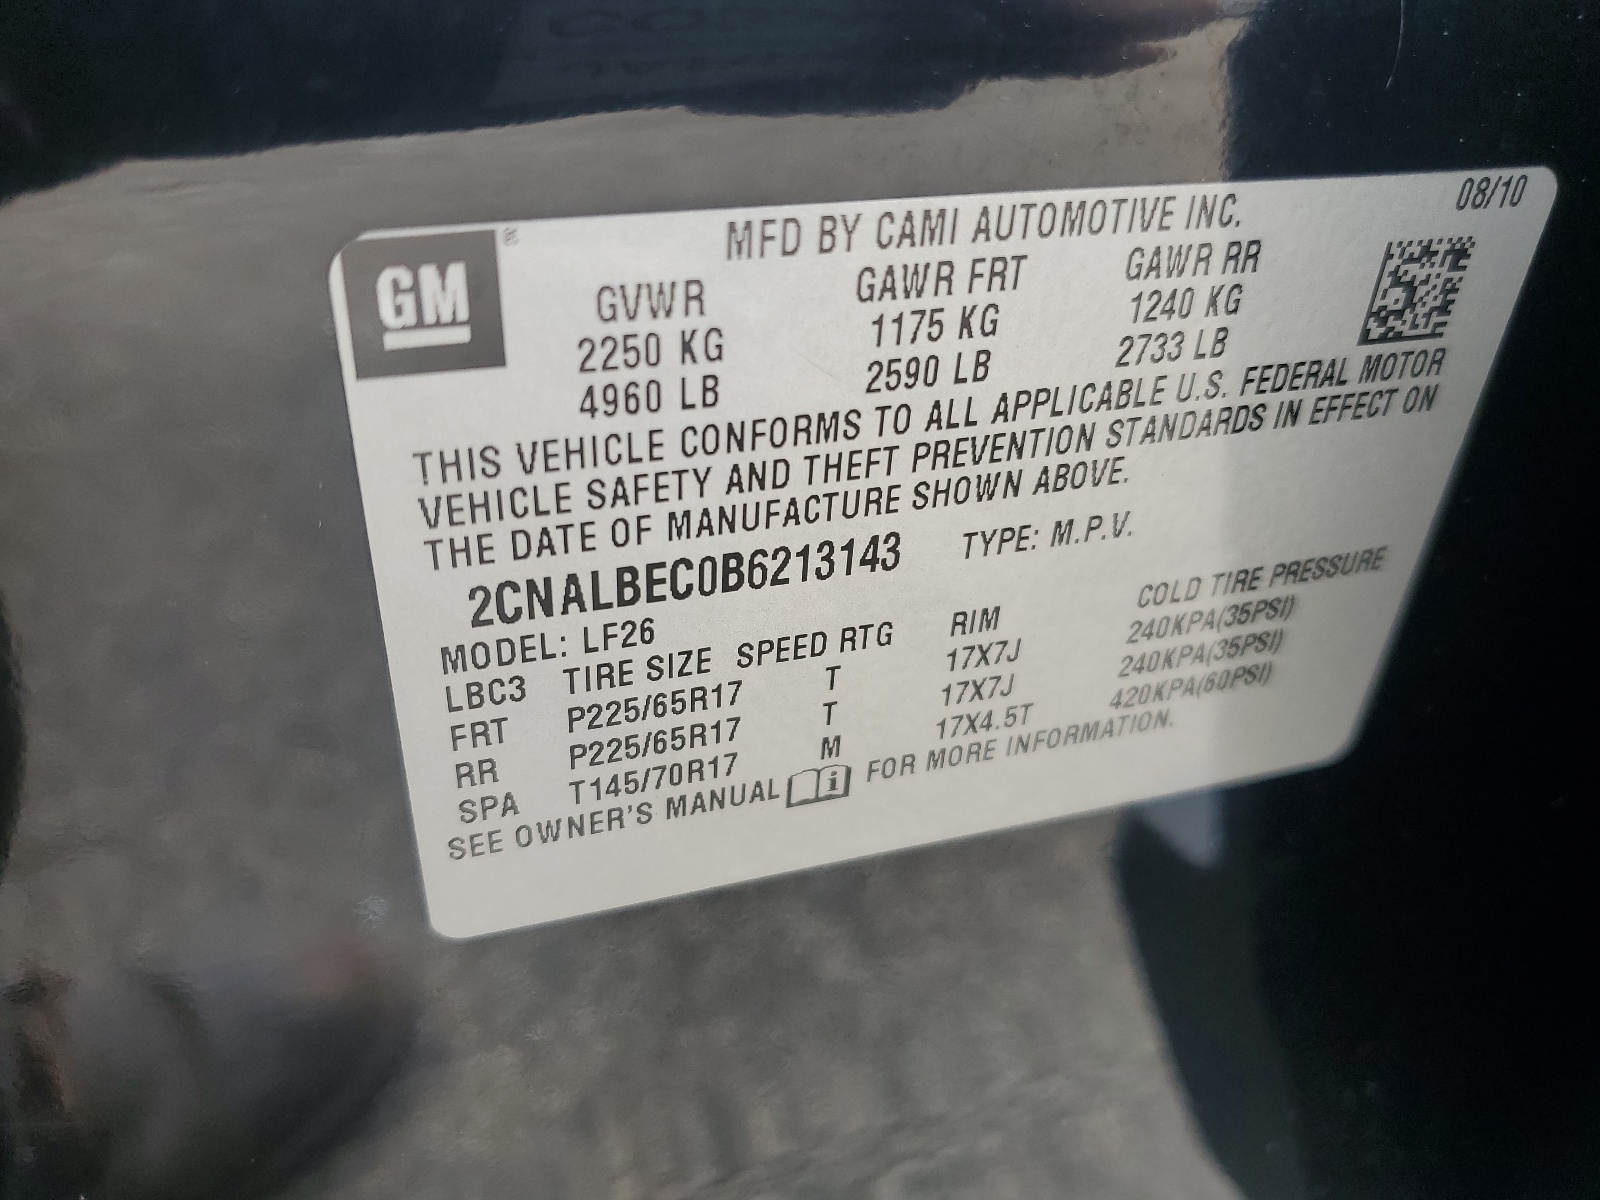 08/10
GM ®
MFD BY CAMI AUTOMOTIVE INC.
GVWR GAWR FRT GAWR RR
2250 KG 1175 KG 1240 KG
4960 LB 2590 LB 2733 LB
THIS VEHICLE CONFORMS TO ALL APPLICABLE U.S. FEDERAL MOTOR
VEHICLE SAFETY AND THEFT PREVENTION STANDARDS IN EFFECT ON
THE DATE OF MANUFACTURE SHOWN ABOVE.
2CNALBEC0B6213143 TYPE: M.P.V.
MODEL: LF26
LBC3 TIRE SIZE SPEED RTG RIM COLD TIRE PRESSURE
FRT P225/65R17 T 17X7J 240KPA(35PSI)
RR P225/65R17 T 17X7J 240KPA(35PSI)
SPA T145/70R17 M 17X4.5T 420KPA(60PSI)
SEE OWNER'S MANUAL i FOR MORE INFORMATION.